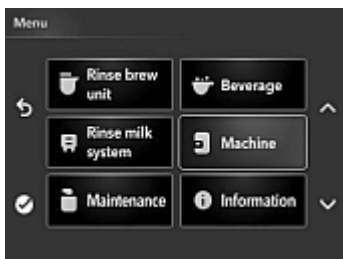 Menu
Rinse brew
unit
Beverage
Rinse milk
system
Machine
Maintenance
Information